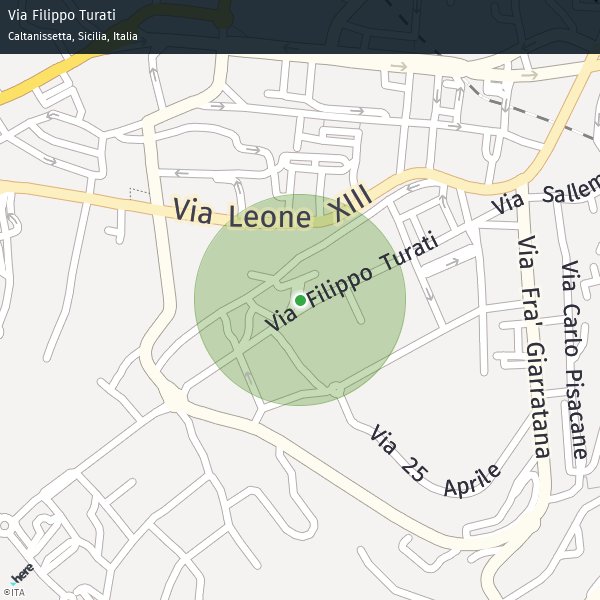 Via Filippo Turati
Caltanissetta, Sicilia, Italia
Via Leone XIII
Via Sallem
Via Filippo Turati
Via Fra' Giarratana
Via Carlo Pisacane
Via 25 Aprile
here
©ITA